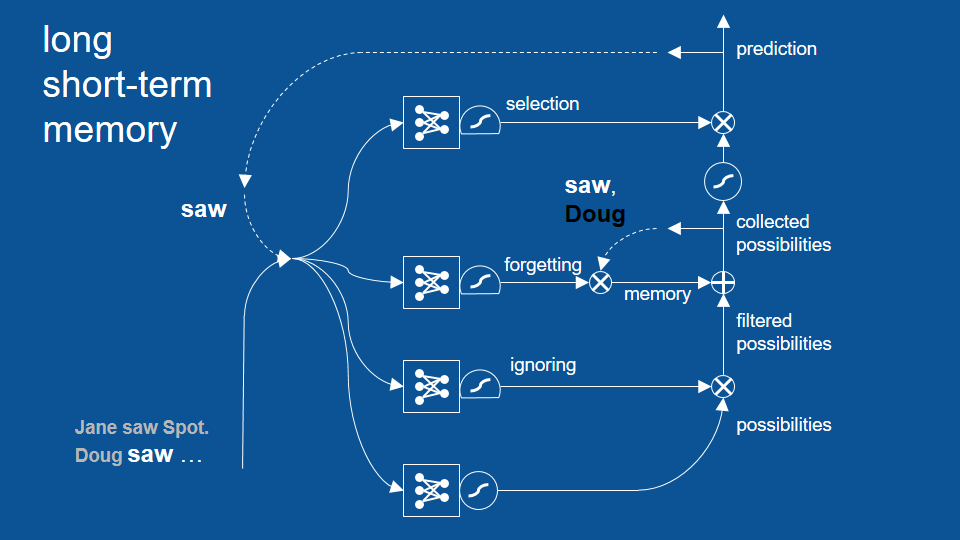 long
short-term
memory
prediction
selection
saw,
Doug
saw
collected
possibilities
forgetting
memory
filtered
possibilities
ignoring
Jane saw Spot.
Doug saw ...
possibilities